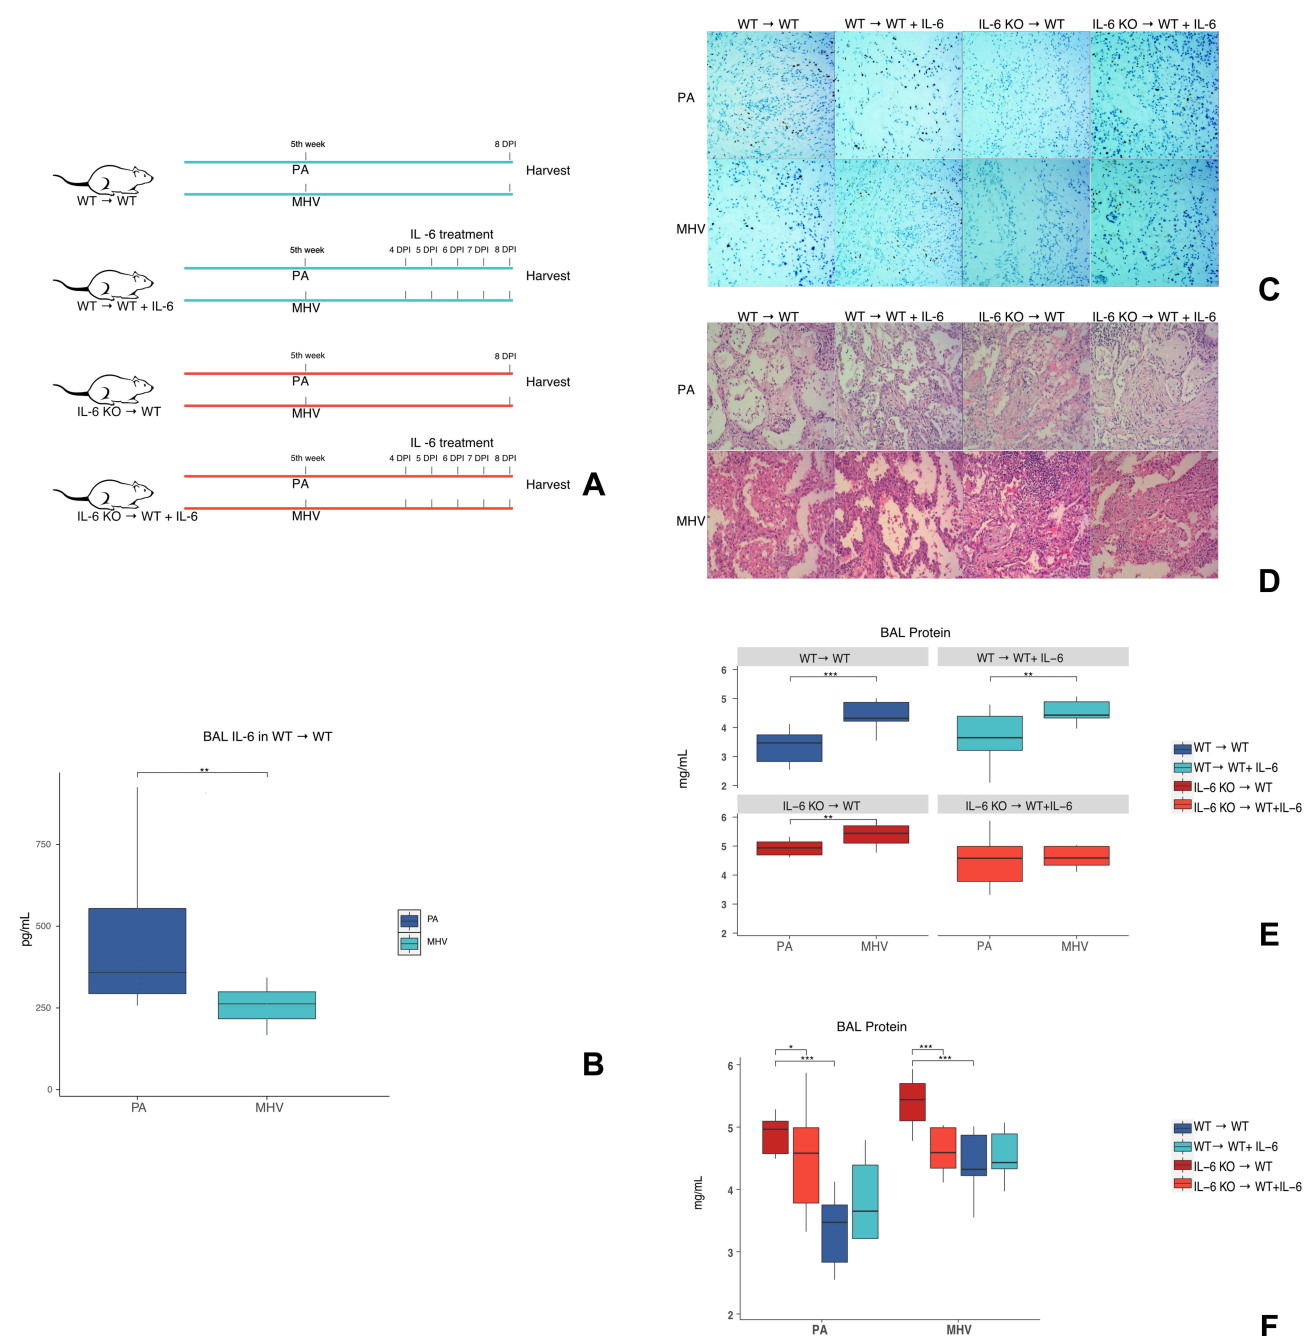 5th week 8 DPI
PA Harvest
WT → WT MHV
IL -6 treatment
5th week 4 DPI 5 DPI 6 DPI 7 DPI 8 DPI
PA Harvest
WT → WT + IL-6 MHV
5th week 8 DPI
PA Harvest
IL-6 KO → WT MHV
IL -6 treatment
5th week 4 DPI 5 DPI 6 DPI 7 DPI 8 DPI
PA Harvest
IL-6 KO → WT + IL-6 MHV
A
BAL IL-6 in WT → WT
**
750
500
250
0
pg/mL
PA MHV
PA
MHV
B
WT → WT WT → WT + IL-6 IL-6 KO → WT IL-6 KO → WT + IL-6
PA
MHV
C
WT → WT WT → WT + IL-6 IL-6 KO → WT IL-6 KO → WT + IL-6
PA
MHV
D
BAL Protein
WT→ WT WT → WT+ IL-6
*** **
6
5
4
3
2
mg/mL
IL-6 KO → WT IL-6 KO → WT+IL-6
**
6
5
4
3
2
PA MHV PA MHV
WT → WT
WT→ WT+ IL-6
IL-6 KO → WT
IL-6 KO → WT+IL-6
E
BAL Protein
* ***
*** ***
6
5
4
3
2
mg/mL
PA MHV
WT → WT
WT→ WT+ IL-6
IL-6 KO → WT
IL-6 KO → WT+IL-6
F